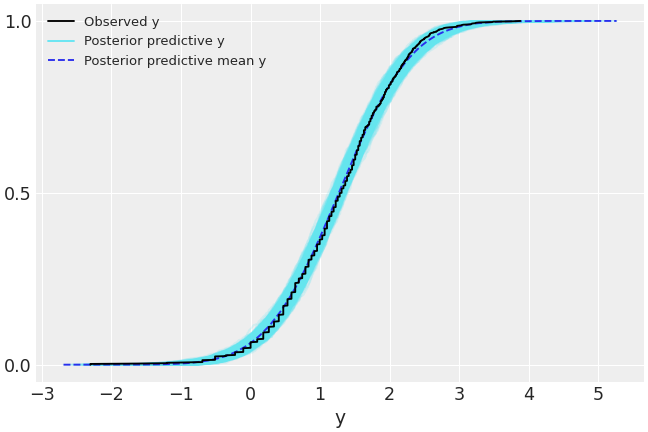 1.0
Observed y
Posterior predictive y
Posterior predictive mean y
0.5
0.0
−3 −2 −1 0 1 2 3 4 5
y